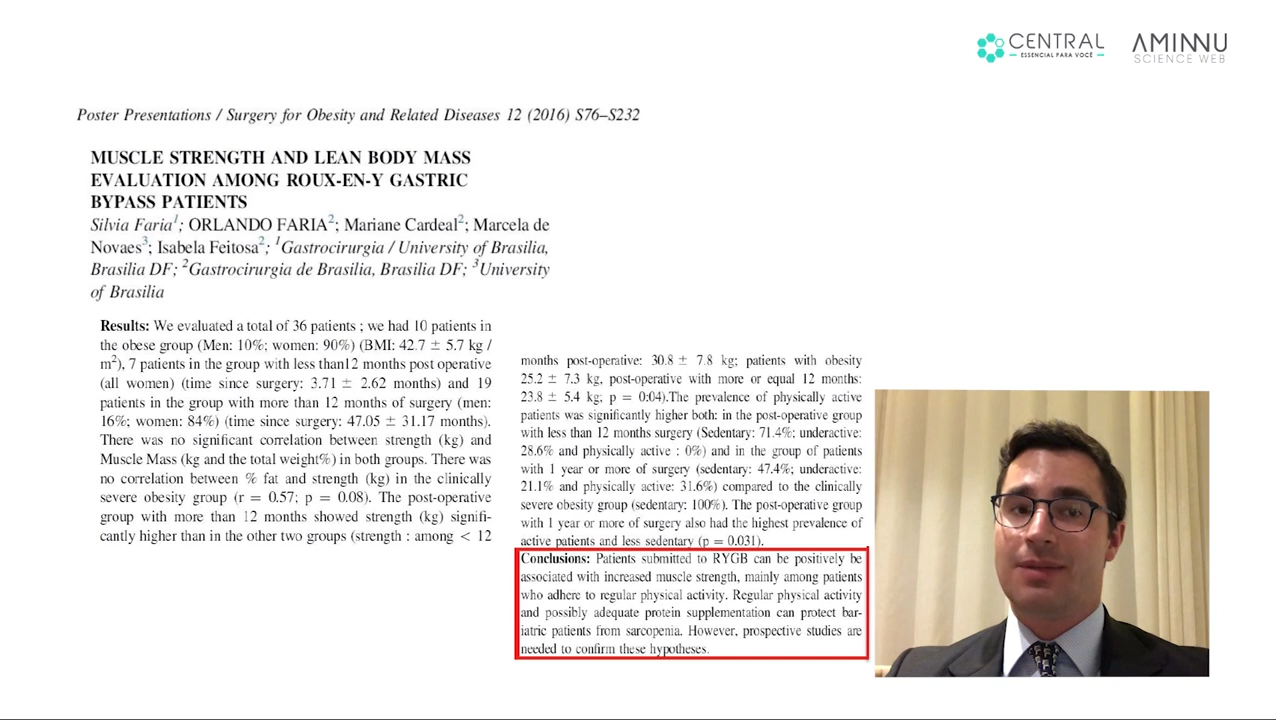 CENTRAL
ESSENCIAL PARA VOCÊ
AMINNU
SCIENCE WEB
Poster Presentations / Surgery for Obesity and Related Diseases 12 (2016) S76–S232
MUSCLE STRENGTH AND LEAN BODY MASS
EVALUATION AMONG ROUX-EN-Y GASTRIC
BYPASS PATIENTS
Silvia Faria1; ORLANDO FARIA2; Mariane Cardeal2; Marcela de
Novaes3; Isabela Feitosa2; 1Gastrocirurgia / University of Brasilia,
Brasilia DF; 2Gastrocirurgia de Brasilia, Brasilia DF; 3University
of Brasilia
Results: We evaluated a total of 36 patients ; we had 10 patients in
the obese group (Men: 10%; women: 90%) (BMI: 42.7 ± 5.7 kg /
m2), 7 patients in the group with less than12 months post operative
(all women) (time since surgery: 3.71 ± 2.62 months) and 19
patients in the group with more than 12 months of surgery (men:
16%; women: 84%) (time since surgery: 47.05 ± 31.17 months).
There was no significant correlation between strength (kg) and
Muscle Mass (kg and the total weight%) in both groups. There was
no correlation between % fat and strength (kg) in the clinically
severe obesity group (r = 0.57; p = 0.08). The post-operative
group with more than 12 months showed strength (kg) signifi-
cantly higher than in the other two groups (strength : among < 12
months post-operative: 30.8 ± 7.8 kg; patients with obesity
25.2 ± 7.3 kg, post-operative with more or equal 12 months:
23.8 ± 5.4 kg; p = 0:04).The prevalence of physically active
patients was significantly higher both: in the post-operative group
with less than 12 months surgery (Sedentary: 71.4%: underactive:
28.6% and physically active : 0%) and in the group of patients
with 1 year or more of surgery (sedentary: 47.4%; underactive:
21.1% and physically active: 31.6%) compared to the clinically
severe obesity group (sedentary: 100%). The post-operative group
with 1 year or more of surgery also had the highest prevalence of
active patients and less sedentary (p = 0.031).
Conclusions: Patients submitted to RYGB can be positively be
associated with increased muscle strength, mainly among patients
who adhere to regular physical activity. Regular physical activity
and possibly adequate protein supplementation can protect bar-
iatric patients from sarcopenia. However, prospective studies are
needed to confirm these hypotheses.